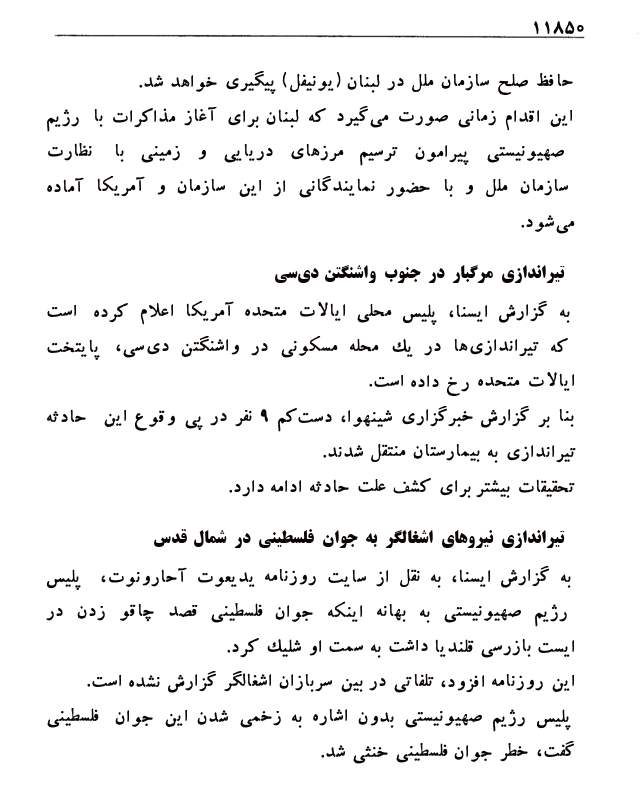 ۱۱۸۵۰
حافظ صلح سازمان ملل در لبنان (یونیفل) پیگیری خواهد شد.
این اقدام زمانی صورت می‌گیرد که لبنان برای آغاز مذاکرات با رژیم
صهیونیستی پیرامون ترسیم مرزهای دریایی و زمینی با نظارت
سازمان ملل و با حضور نمایندگانی از این سازمان و آمریکا آماده
می‌شود.
تیراندازی مرگبار در جنوب واشنگتن دی‌سی
به گزارش ایسنا، پلیس محلی ایالات متحده آمریکا اعلام کرده است
که تیراندازی‌ها در یك محله مسکونی در واشنگتن دی‌سی، پایتخت
ایالات متحده رخ داده است.
بنا بر گزارش خبرگزاری شینهوا، دست‌کم ۹ نفر در پی وقوع این حادثه
تیراندازی به بیمارستان منتقل شدند.
تحقیقات بیشتر برای کشف علت حادثه ادامه دارد.
تیراندازی نیروهای اشغالگر به جوان فلسطینی در شمال قدس
به گزارش ایسنا، به نقل از سایت روزنامه یدیعوت آحارونوت، پلیس
رژیم صهیونیستی به بهانه اینکه جوان فلسطینی قصد چاقو زدن در
ایست بازرسی قلندیا داشت به سمت او شلیك کرد.
این روزنامه افزود، تلفاتی در بین سربازان اشغالگر گزارش نشده است.
پلیس رژیم صهیونیستی بدون اشاره به زخمی شدن این جوان فلسطینی
گفت، خطر جوان فلسطینی خنثی شد.